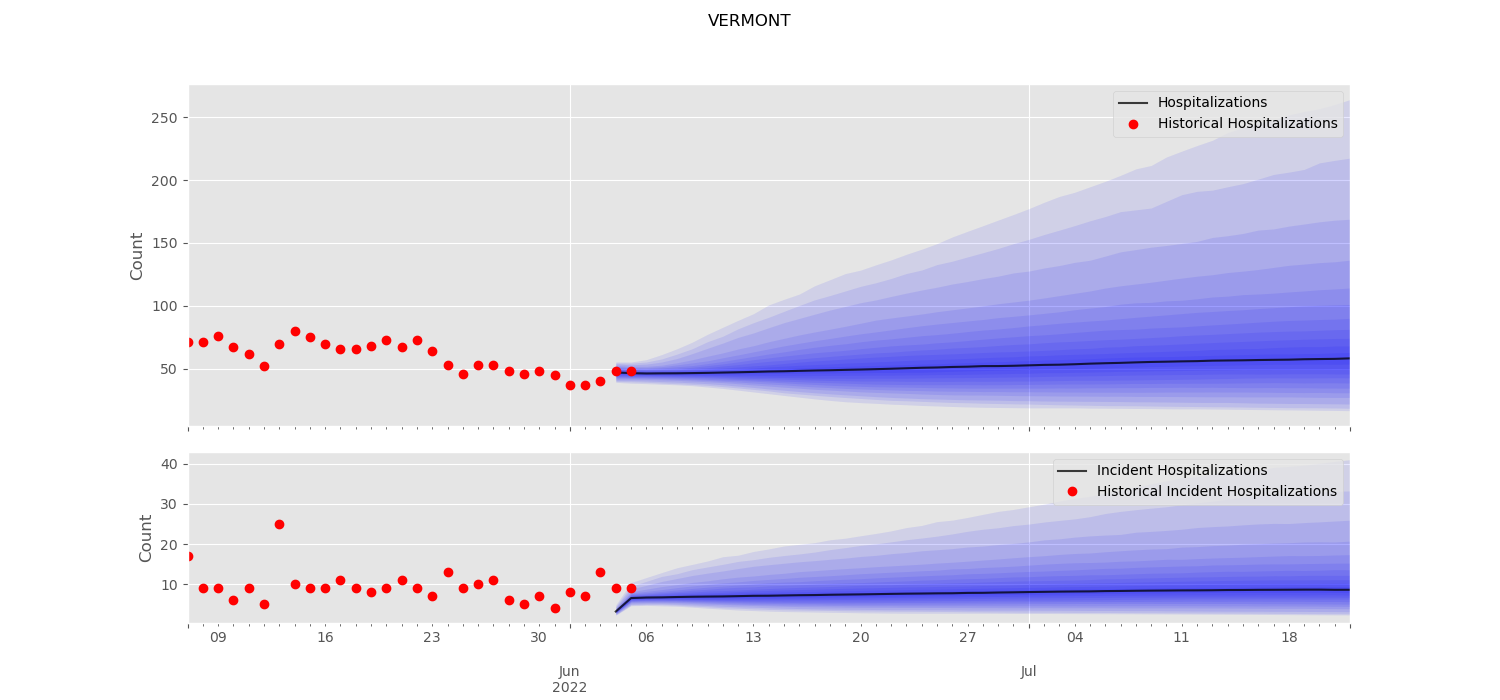 VERMONT
Hospitalizations
Historical Hospitalizations
Count
250
200
150
100
50
Incident Hospitalizations
Historical Incident Hospitalizations
Count
40
30
20
10
09 16 23 30 06 13 20 27 04 11 18
Jun Jul
2022